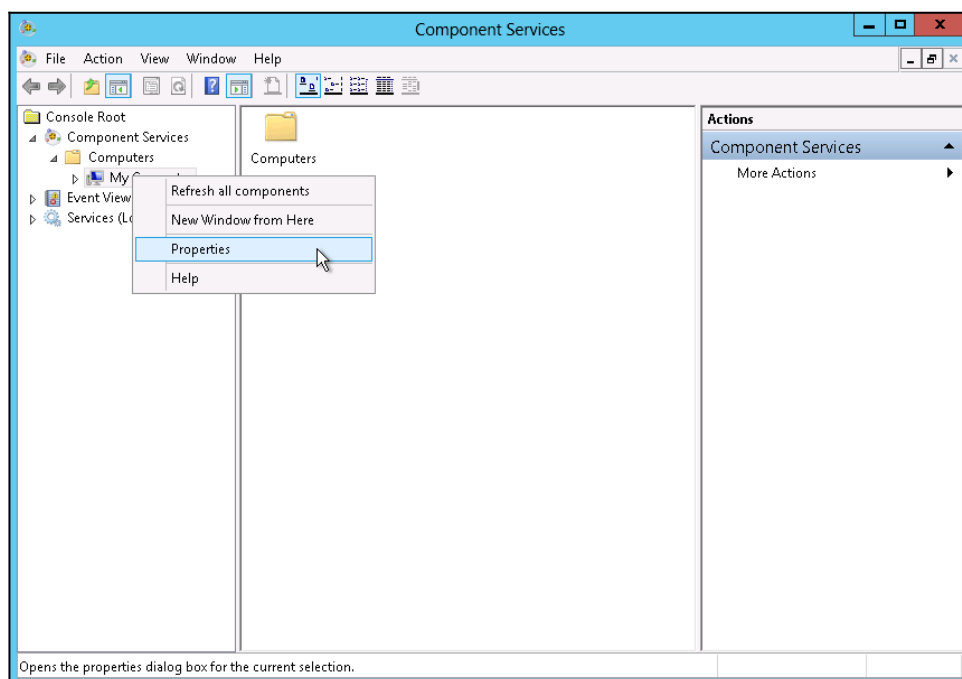 Component Services
File Action View Window Help
Console Root
Component Services
Computers
My
Event View
Services (Lo
Computers
Refresh all components
New Window from Here
Properties
Help
Actions
Component Services
More Actions
Opens the properties dialog box for the current selection.